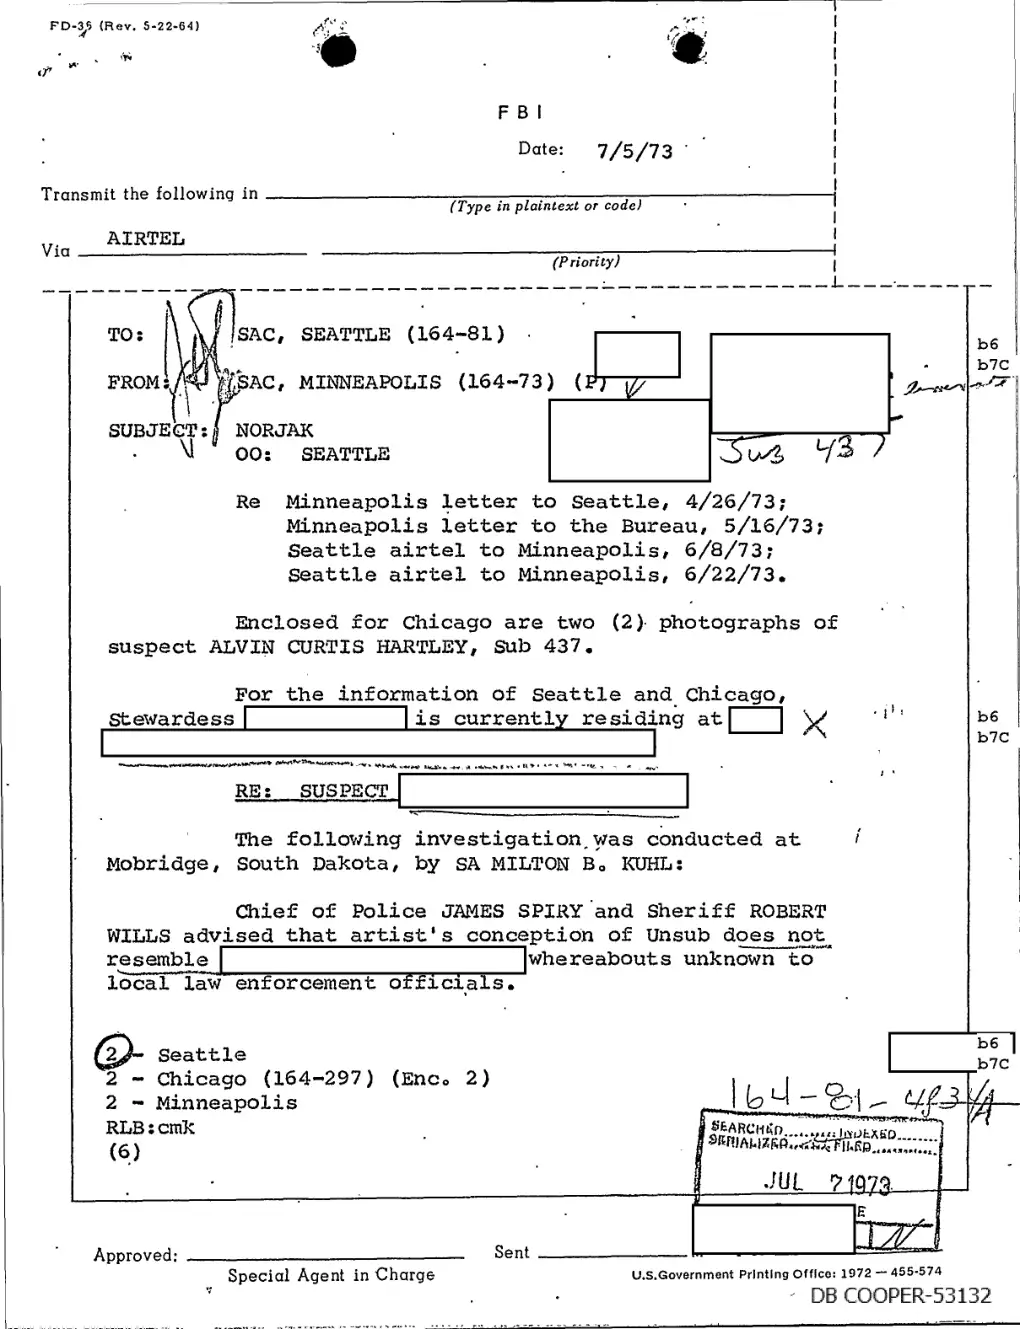 FD-36 (Rev. 5-22-64)
F B I
Date: 7/5/73
Transmit the following in
(Type in plaintext or code)
Via AIRTEL
(Priority)
TO: SAC, SEATTLE (164-81)
FROM: SAC, MINNEAPOLIS (164-73) (P)
SUBJECT: NORJAK
OO: SEATTLE
b6
b7C
Sub 437
Re Minneapolis letter to Seattle, 4/26/73;
Minneapolis letter to the Bureau, 5/16/73;
Seattle airtel to Minneapolis, 6/8/73;
Seattle airtel to Minneapolis, 6/22/73.
Enclosed for Chicago are two (2) photographs of
suspect ALVIN CURTIS HARTLEY, Sub 437.
For the information of Seattle and Chicago,
Stewardess is currently residing at X
b6
b7C
RE: SUSPECT
The following investigation was conducted at
Mobridge, South Dakota, by SA MILTON B. KUHL:
Chief of Police JAMES SPIRY and Sheriff ROBERT
WILLS advised that artist's conception of Unsub does not
resemble whereabouts unknown to
local law enforcement officials.
2 - Seattle
2 - Chicago (164-297) (Enc. 2)
2 - Minneapolis
RLB:cmk
(6)
b6
b7C
164-81-4834A
SEARCHED INDEXED
SERIALIZED FILED
JUL 7 1973
E
Approved: Sent
Special Agent in Charge
U.S.Government Printing Office: 1972 — 455-574
DB COOPER-53132